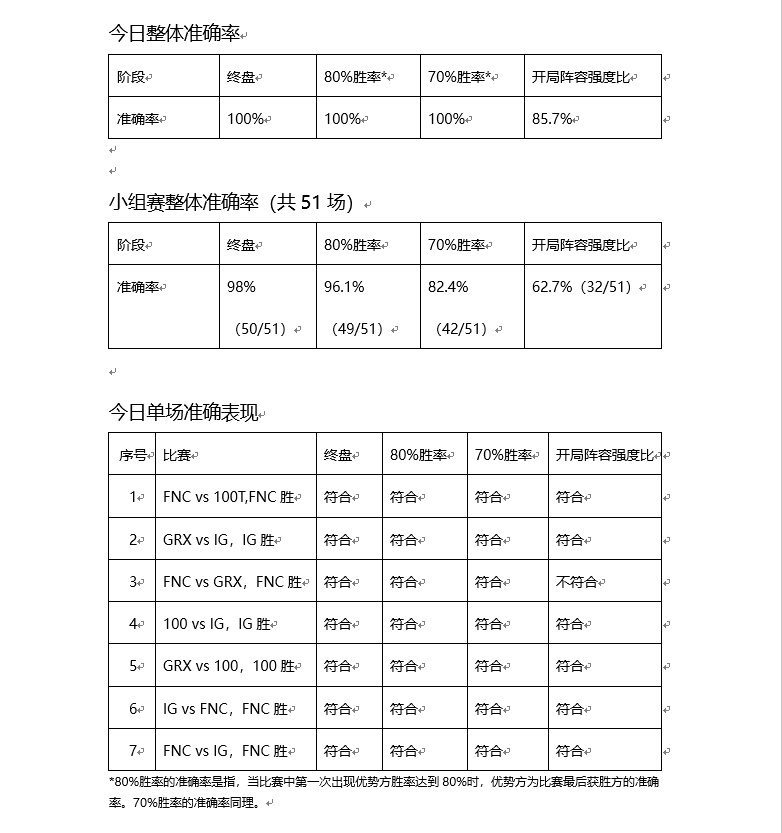 今日整体准确率
阶段 终盘 80%胜率* 70%胜率* 开局阵容强度比
准确率 100% 100% 100% 85.7%
小组赛整体准确率（共 51 场）
阶段 终盘 80%胜率 70%胜率 开局阵容强度比
准确率 98% 96.1% 82.4% 62.7%（32/51）
（50/51） （49/51） （42/51）
今日单场准确表现
序号 比赛 终盘 80%胜率 70%胜率 开局阵容强度比
1 FNC vs 100T,FNC 胜 符合 符合 符合 符合
2 GRX vs IG，IG 胜 符合 符合 符合 符合
3 FNC vs GRX，FNC 胜 符合 符合 符合 不符合
4 100 vs IG，IG 胜 符合 符合 符合 符合
5 GRX vs 100，100 胜 符合 符合 符合 符合
6 IG vs FNC，FNC 胜 符合 符合 符合 符合
7 FNC vs IG，FNC 胜 符合 符合 符合 符合
*80%胜率的准确率是指，当比赛中第一次出现优势方胜率达到 80%时，优势方为比赛最后获胜方的准确
率。70%胜率的准确率同理。